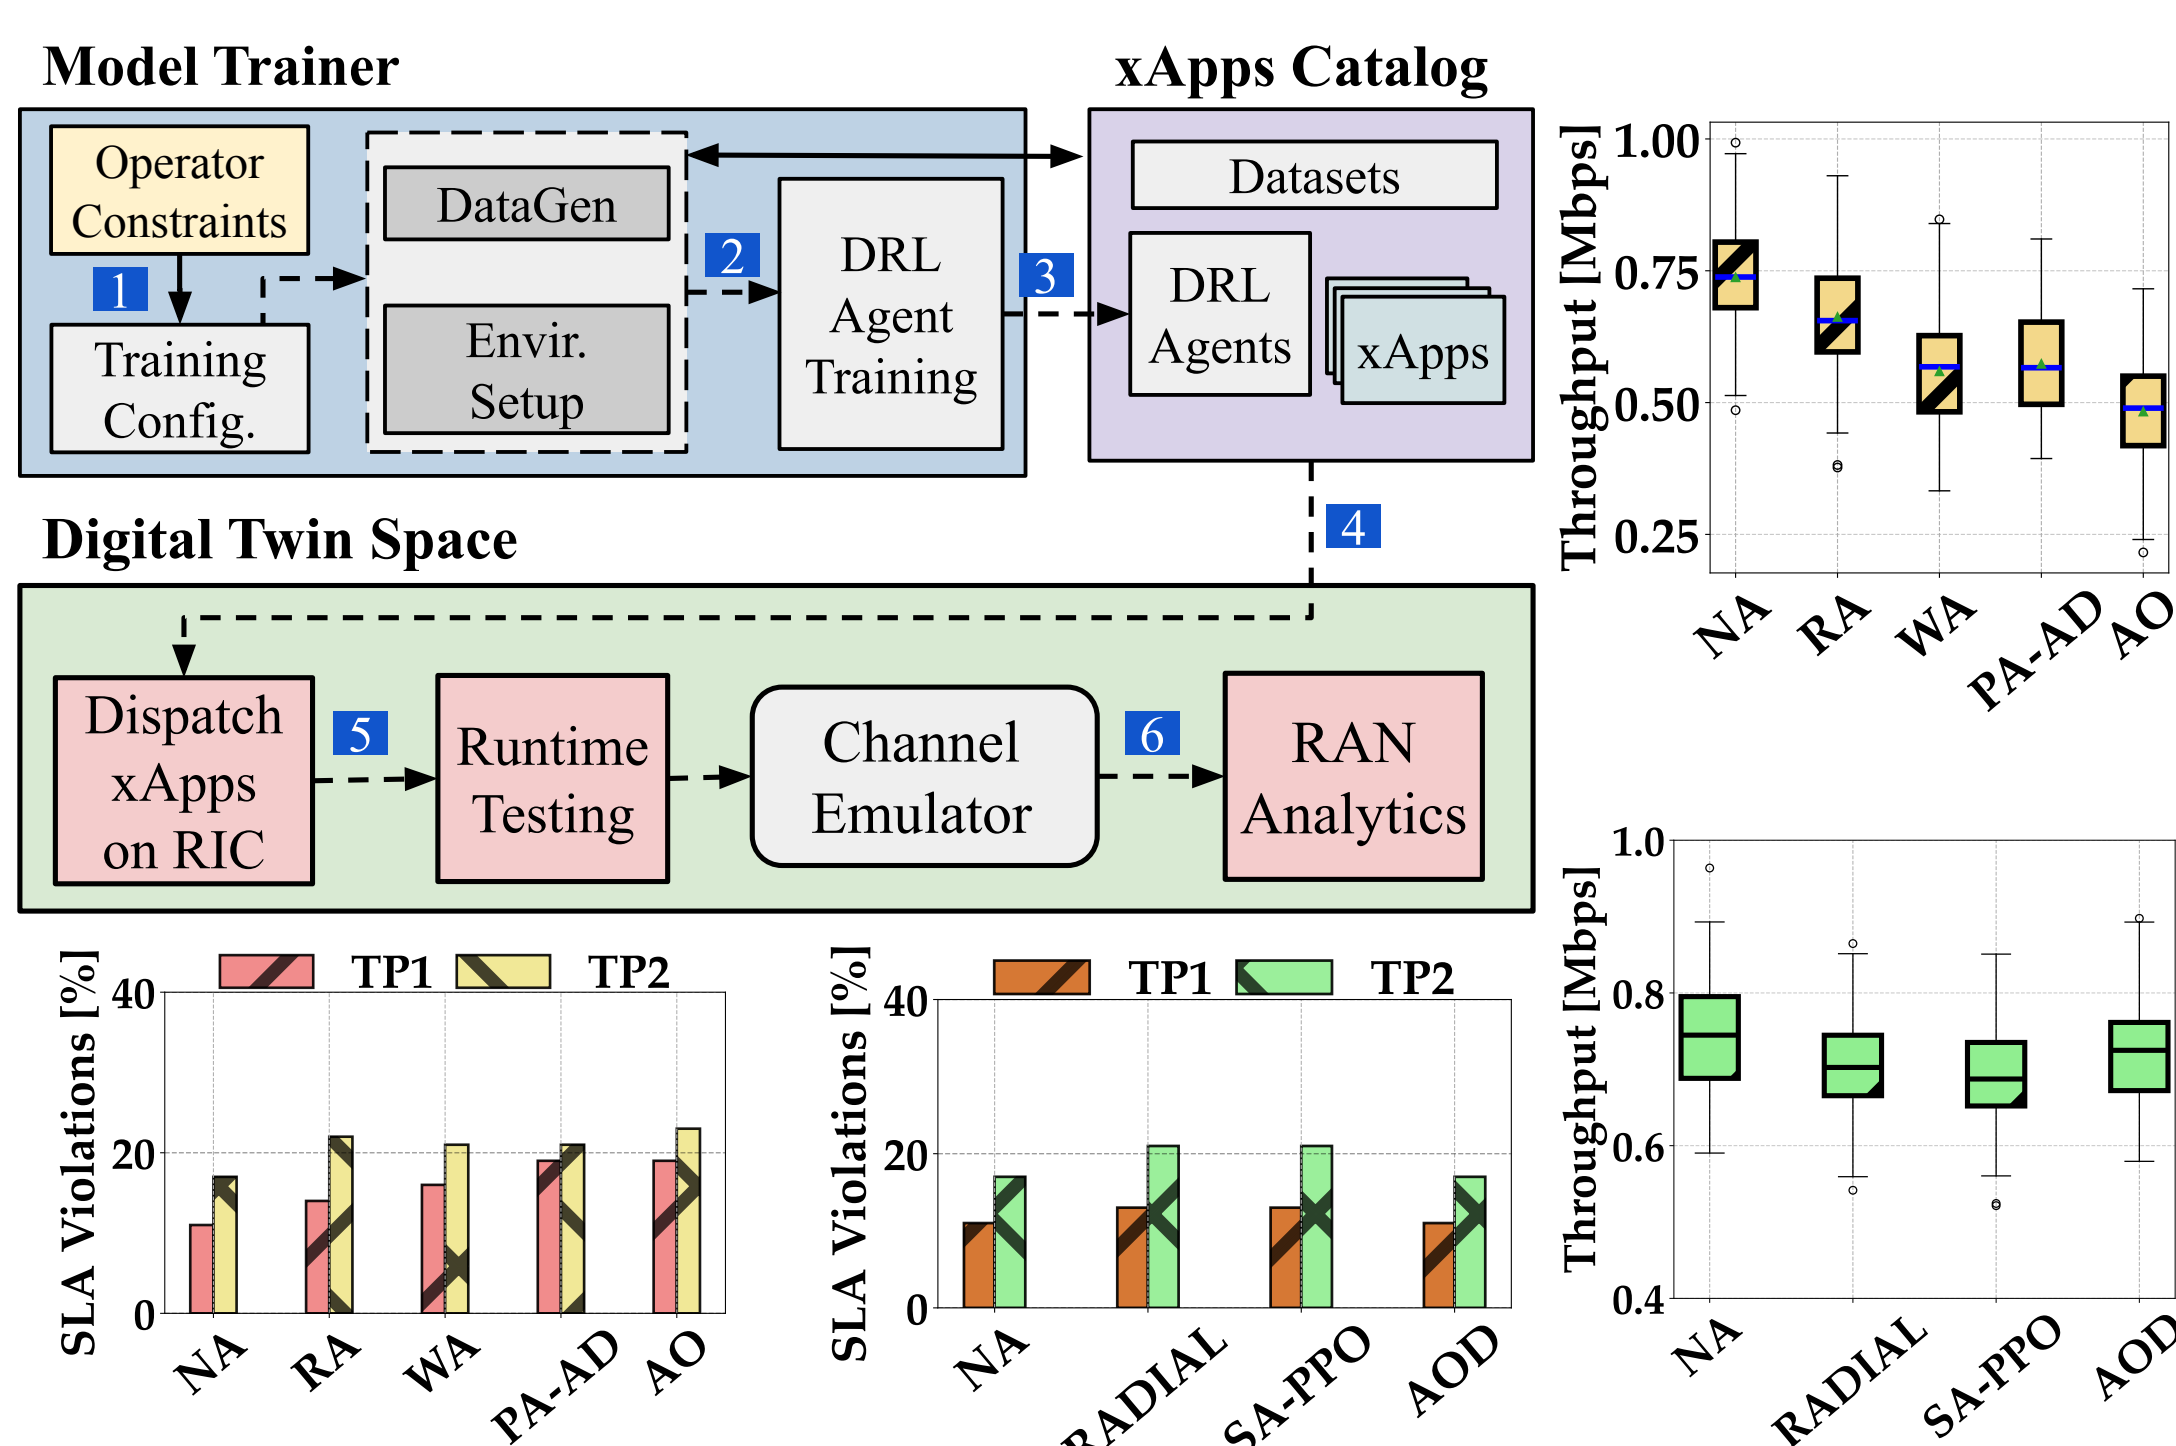 Model Trainer
xApps Catalog
Operator
Constraints
1
Training
Config.
DataGen
Envir.
Setup
2
DRL
Agent
Training
3
Datasets
DRL
Agents
xApps
4
Digital Twin Space
Dispatch
xApps
on RIC
5
Runtime
Testing
Channel
Emulator
6
RAN
Analytics
Throughput [Mbps]
1.00
0.75
0.50
0.25
NA
RA
WA
PA-AD
AO
Throughput [Mbps]
1.0
0.8
0.6
0.4
NA
RADIAL
SA-PPO
AOD
TP1
TP2
SLA Violations [%]
40
20
0
NA
RA
WA
PA-AD
AO
TP1
TP2
SLA Violations [%]
40
20
0
NA
RADIAL
SA-PPO
AOD